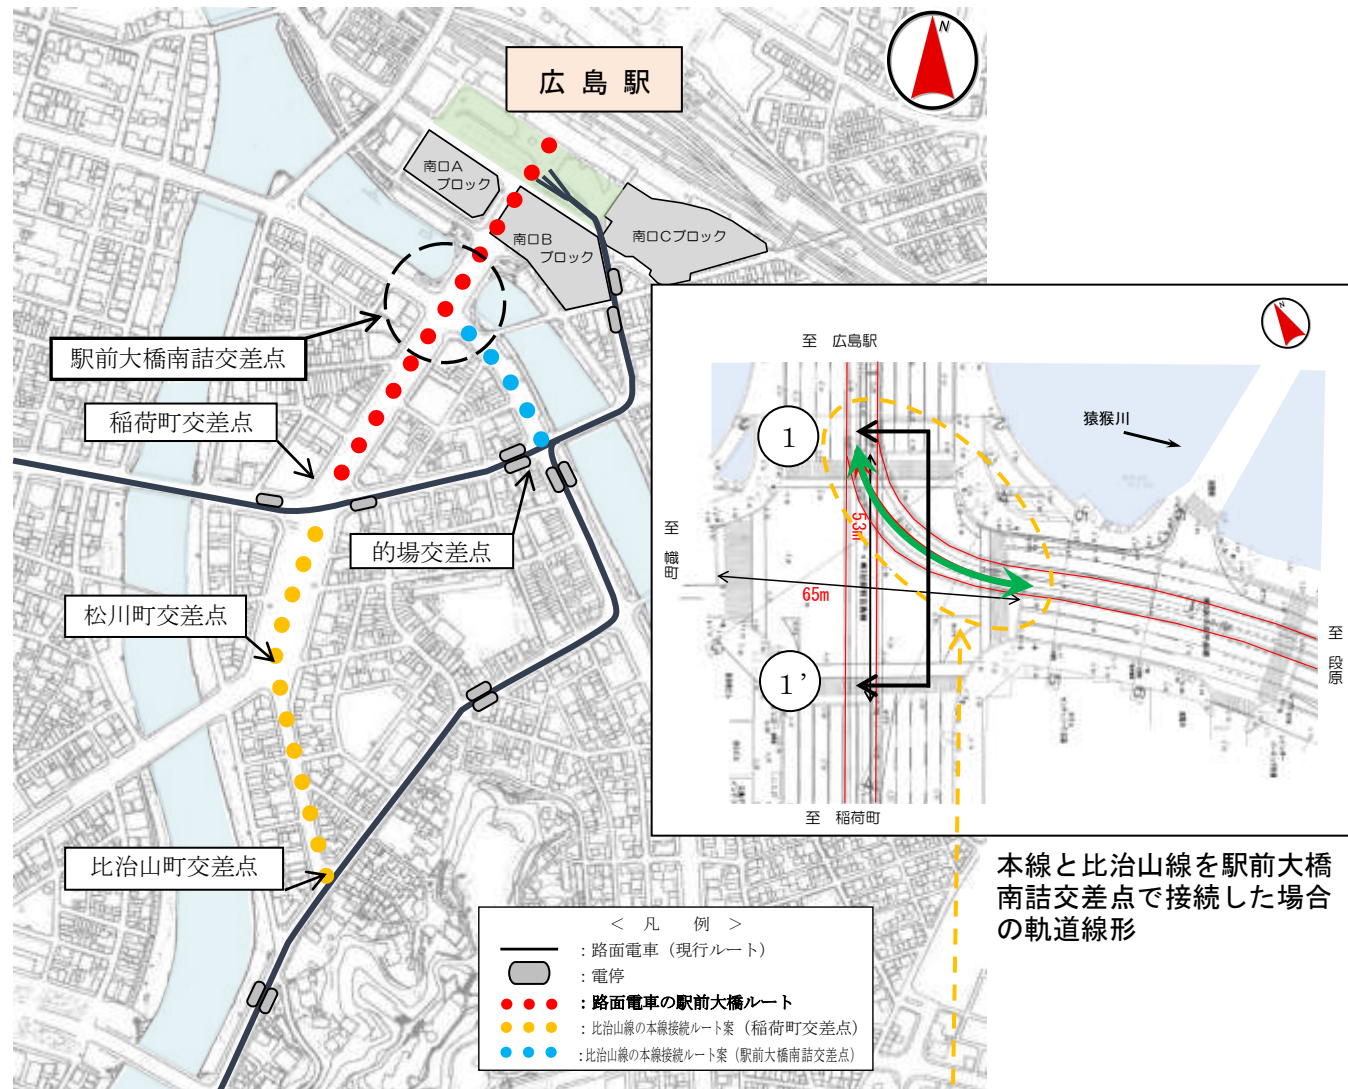 N
広島駅
南口A
ブロック
南口B
ブロック
南口Cブロック
駅前大橋南詰交差点
稲荷町交差点
的場交差点
松川町交差点
比治山町交差点
N
至 広島駅
猿猴川
1
53m
至 幟町
65m
至 段原
1’
至 稲荷町
本線と比治山線を駅前大橋
南詰交差点で接続した場合
の軌道線形
< 凡 例 >
：路面電車（現行ルート）
：電停
：路面電車の駅前大橋ルート
：比治山線の本線接続ルート案（稲荷町交差点）
：比治山線の本線接続ルート案（駅前大橋南詰交差点）